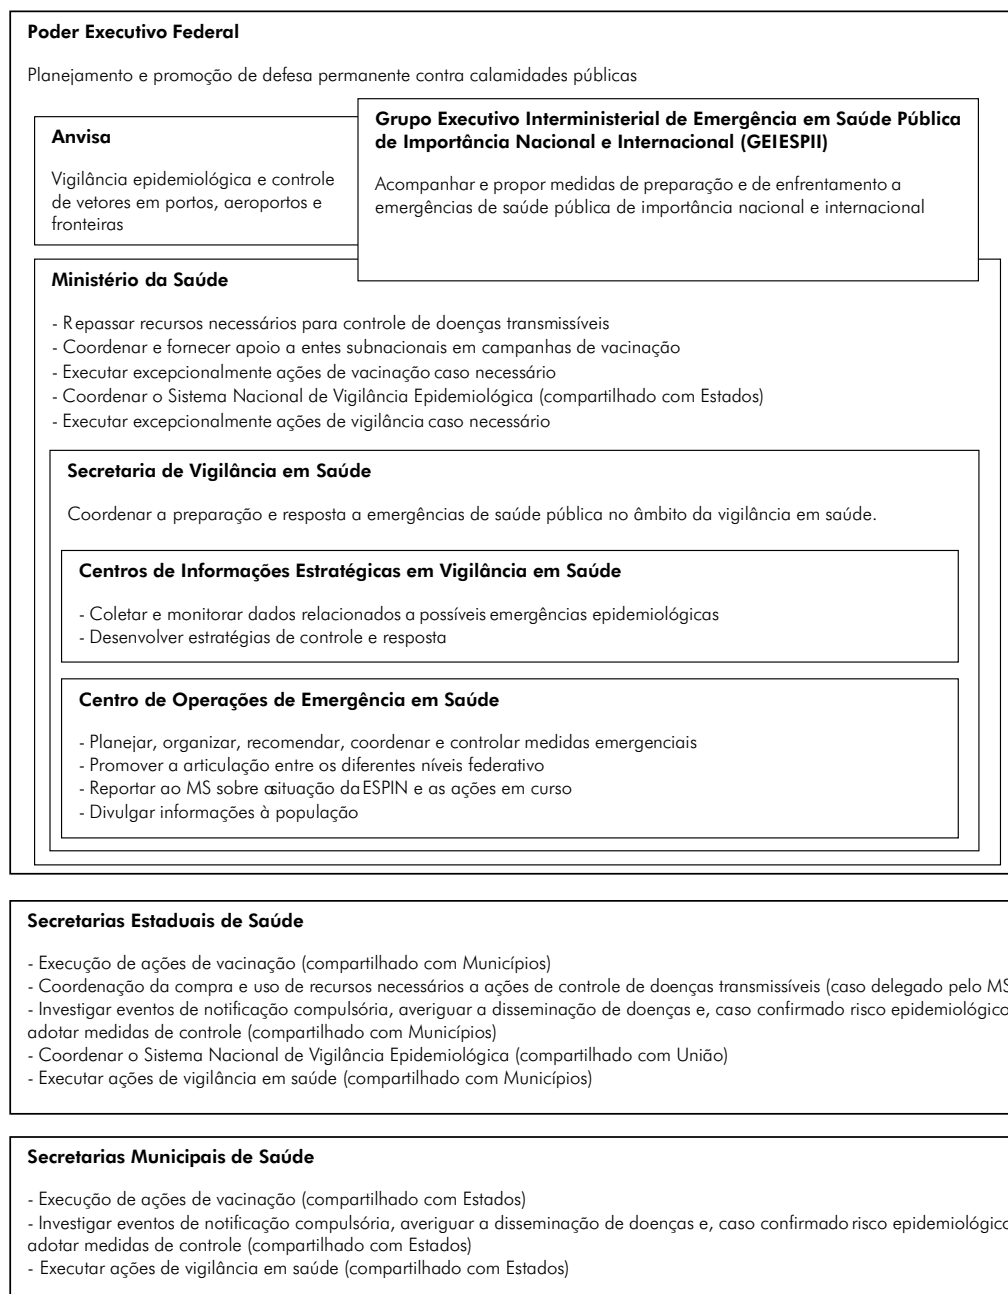 Poder Executivo Federal
Planejamento e promoção de defesa permanente contra calamidades públicas
Anvisa
Vigilância epidemiológica e controle
de vetores em portos, aeroportos e
fronteiras
Grupo Executivo Interministerial de Emergência em Saúde Pública
de Importância Nacional e Internacional (GEIESPII)
Acompanhar e propor medidas de preparação e de enfrentamento a
emergências de saúde pública de importância nacional e internacional
Ministério da Saúde
- Repassar recursos necessários para controle de doenças transmissíveis
- Coordenar e fornecer apoio a entes subnacionais em campanhas de vacinação
- Executar excepcionalmente ações de vacinação caso necessário
- Coordenar o Sistema Nacional de Vigilância Epidemiológica (compartilhado com Estados)
- Executar excepcionalmente ações de vigilância caso necessário
Secretaria de Vigilância em Saúde
Coordenar a preparação e resposta a emergências de saúde pública no âmbito da vigilância em saúde.
Centros de Informações Estratégicas em Vigilância em Saúde
- Coletar e monitorar dados relacionados a possíveis emergências epidemiológicas
- Desenvolver estratégias de controle e resposta
Centro de Operações de Emergência em Saúde
- Planejar, organizar, recomendar, coordenar e controlar medidas emergenciais
- Promover a articulação entre os diferentes níveis federativo
- Reportar ao MS sobre a situação da ESPIN e as ações em curso
- Divulgar informações à população
Secretarias Estaduais de Saúde
- Execução de ações de vacinação (compartilhado com Municípios)
- Coordenação da compra e uso de recursos necessários a ações de controle de doenças transmissíveis (caso delegado pelo MS
- Investigar eventos de notificação compulsória, averiguar a disseminação de doenças e, caso confirmado risco epidemiológico
adotar medidas de controle (compartilhado com Municípios)
- Coordenar o Sistema Nacional de Vigilância Epidemiológica (compartilhado com União)
- Executar ações de vigilância em saúde (compartilhado com Municípios)
Secretarias Municipais de Saúde
- Execução de ações de vacinação (compartilhado com Estados)
- Investigar eventos de notificação compulsória, averiguar a disseminação de doenças e, caso confirmado risco epidemiológico
adotar medidas de controle (compartilhado com Estados)
- Executar ações de vigilância em saúde (compartilhado com Estados)